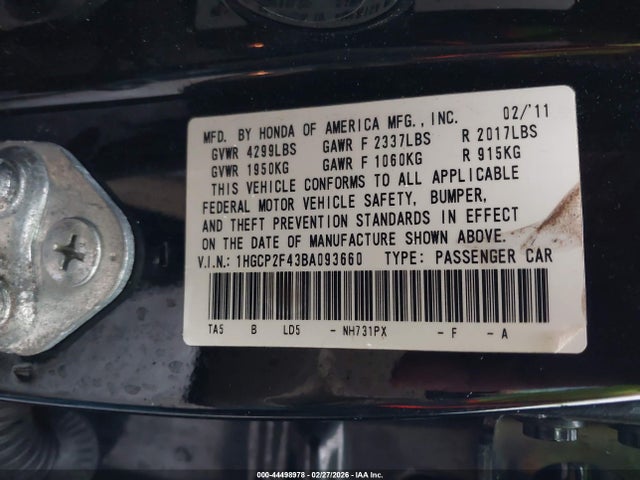 MFD. BY HONDA OF AMERICA MFG., INC. 02/'11
GVWR 4299LBS GAWR F 2337LBS R 2017LBS
GVWR 1950KG GAWR F 1060KG R 915KG
THIS VEHICLE CONFORMS TO ALL APPLICABLE
FEDERAL MOTOR VEHICLE SAFETY, BUMPER,
AND THEFT PREVENTION STANDARDS IN EFFECT
ON THE DATE OF MANUFACTURE SHOWN ABOVE.
V.I.N.: 1HGCP2F43BA093660 TYPE: PASSENGER CAR
TA5 B LD5 - NH731PX - F - A
000-44498978 - 02/27/2026 - IAA Inc.